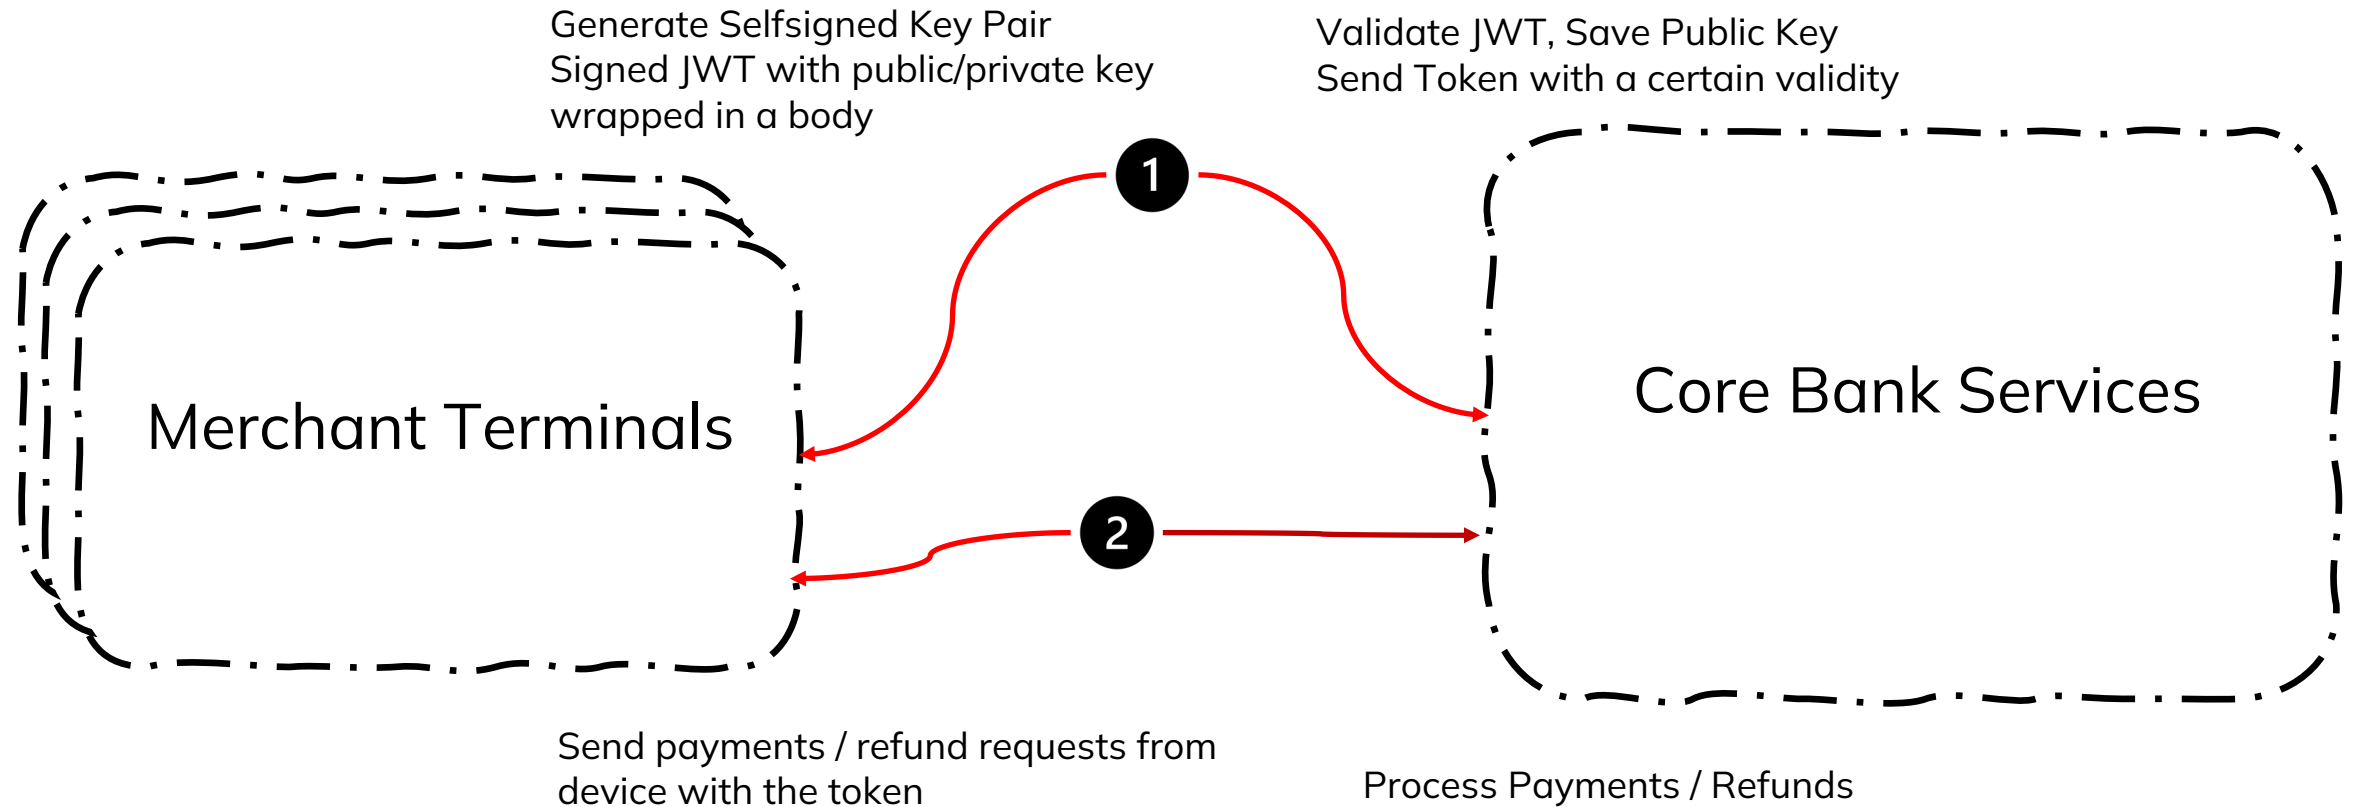 Generate Selfsigned Key Pair
Signed JWT with public/private key
wrapped in a body
Validate JWT, Save Public Key
Send Token with a certain validity
1
Merchant Terminals
Core Bank Services
2
Send payments / refund requests from
device with the token
Process Payments / Refunds